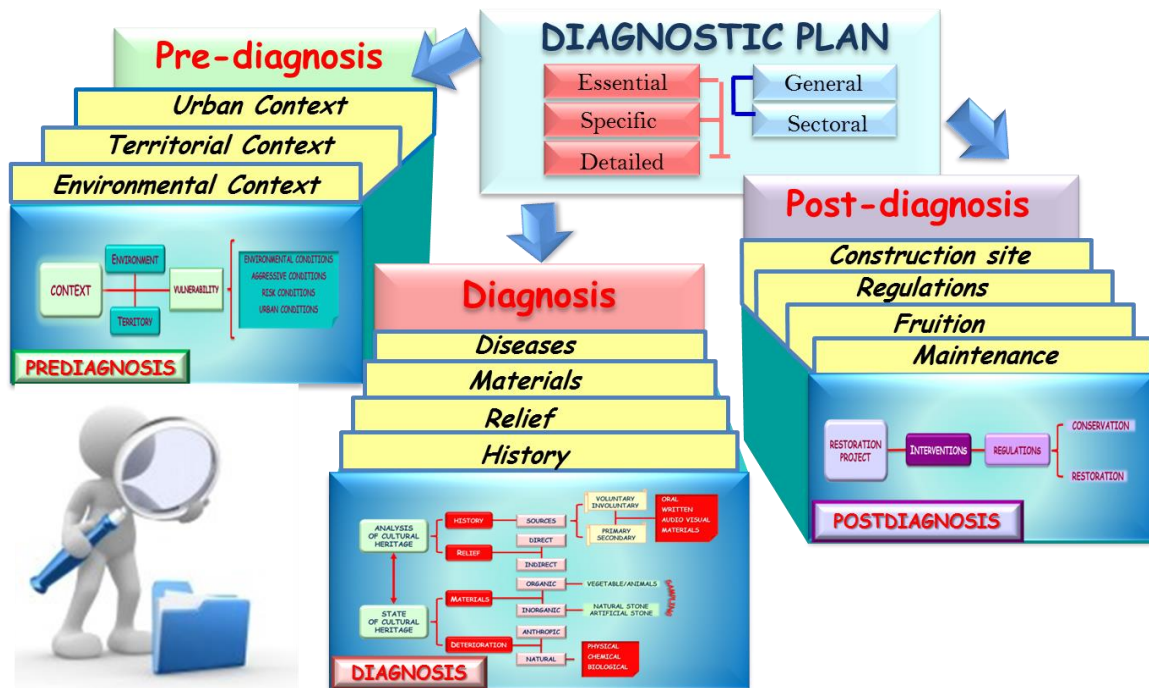 DIAGNOSTIC PLAN
Essential
Specific
Detailed
General
Sectoral
Pre-diagnosis
Urban Context
Territorial Context
Environmental Context
CONTEXT
ENVIRONMENT
TERRITORY
VULNERABILITY
ENVIRONMENTAL CONDITIONS
AGGRESSIVE CONDITIONS
RISK CONDITIONS
URBAN CONDITIONS
PREDIAGNOSIS
Diagnosis
Diseases
Materials
Relief
History
ANALYSIS
OF CULTURAL
HERITAGE
HISTORY
SOURCES
VOLUNTARY
INVOLUNTARY
PRIMARY
SECONDARY
ORAL
WRITTEN
AUDIO VISUAL
MATERIALS
RELIEF
DIRECT
INDIRECT
STATE
OF CULTURAL
HERITAGE
MATERIALS
ORGANIC
VEGETABLE/ANIMALS
INORGANIC
NATURAL STONE
ARTIFICIAL STONE
SAMPLING
DETERIORATION
ANTHROPIC
NATURAL
PHYSICAL
CHEMICAL
BIOLOGICAL
DIAGNOSIS
Post-diagnosis
Construction site
Regulations
Fruition
Maintenance
RESTORATION
PROJECT
INTERVENTIONS
REGULATIONS
CONSERVATION
RESTORATION
POSTDIAGNOSIS